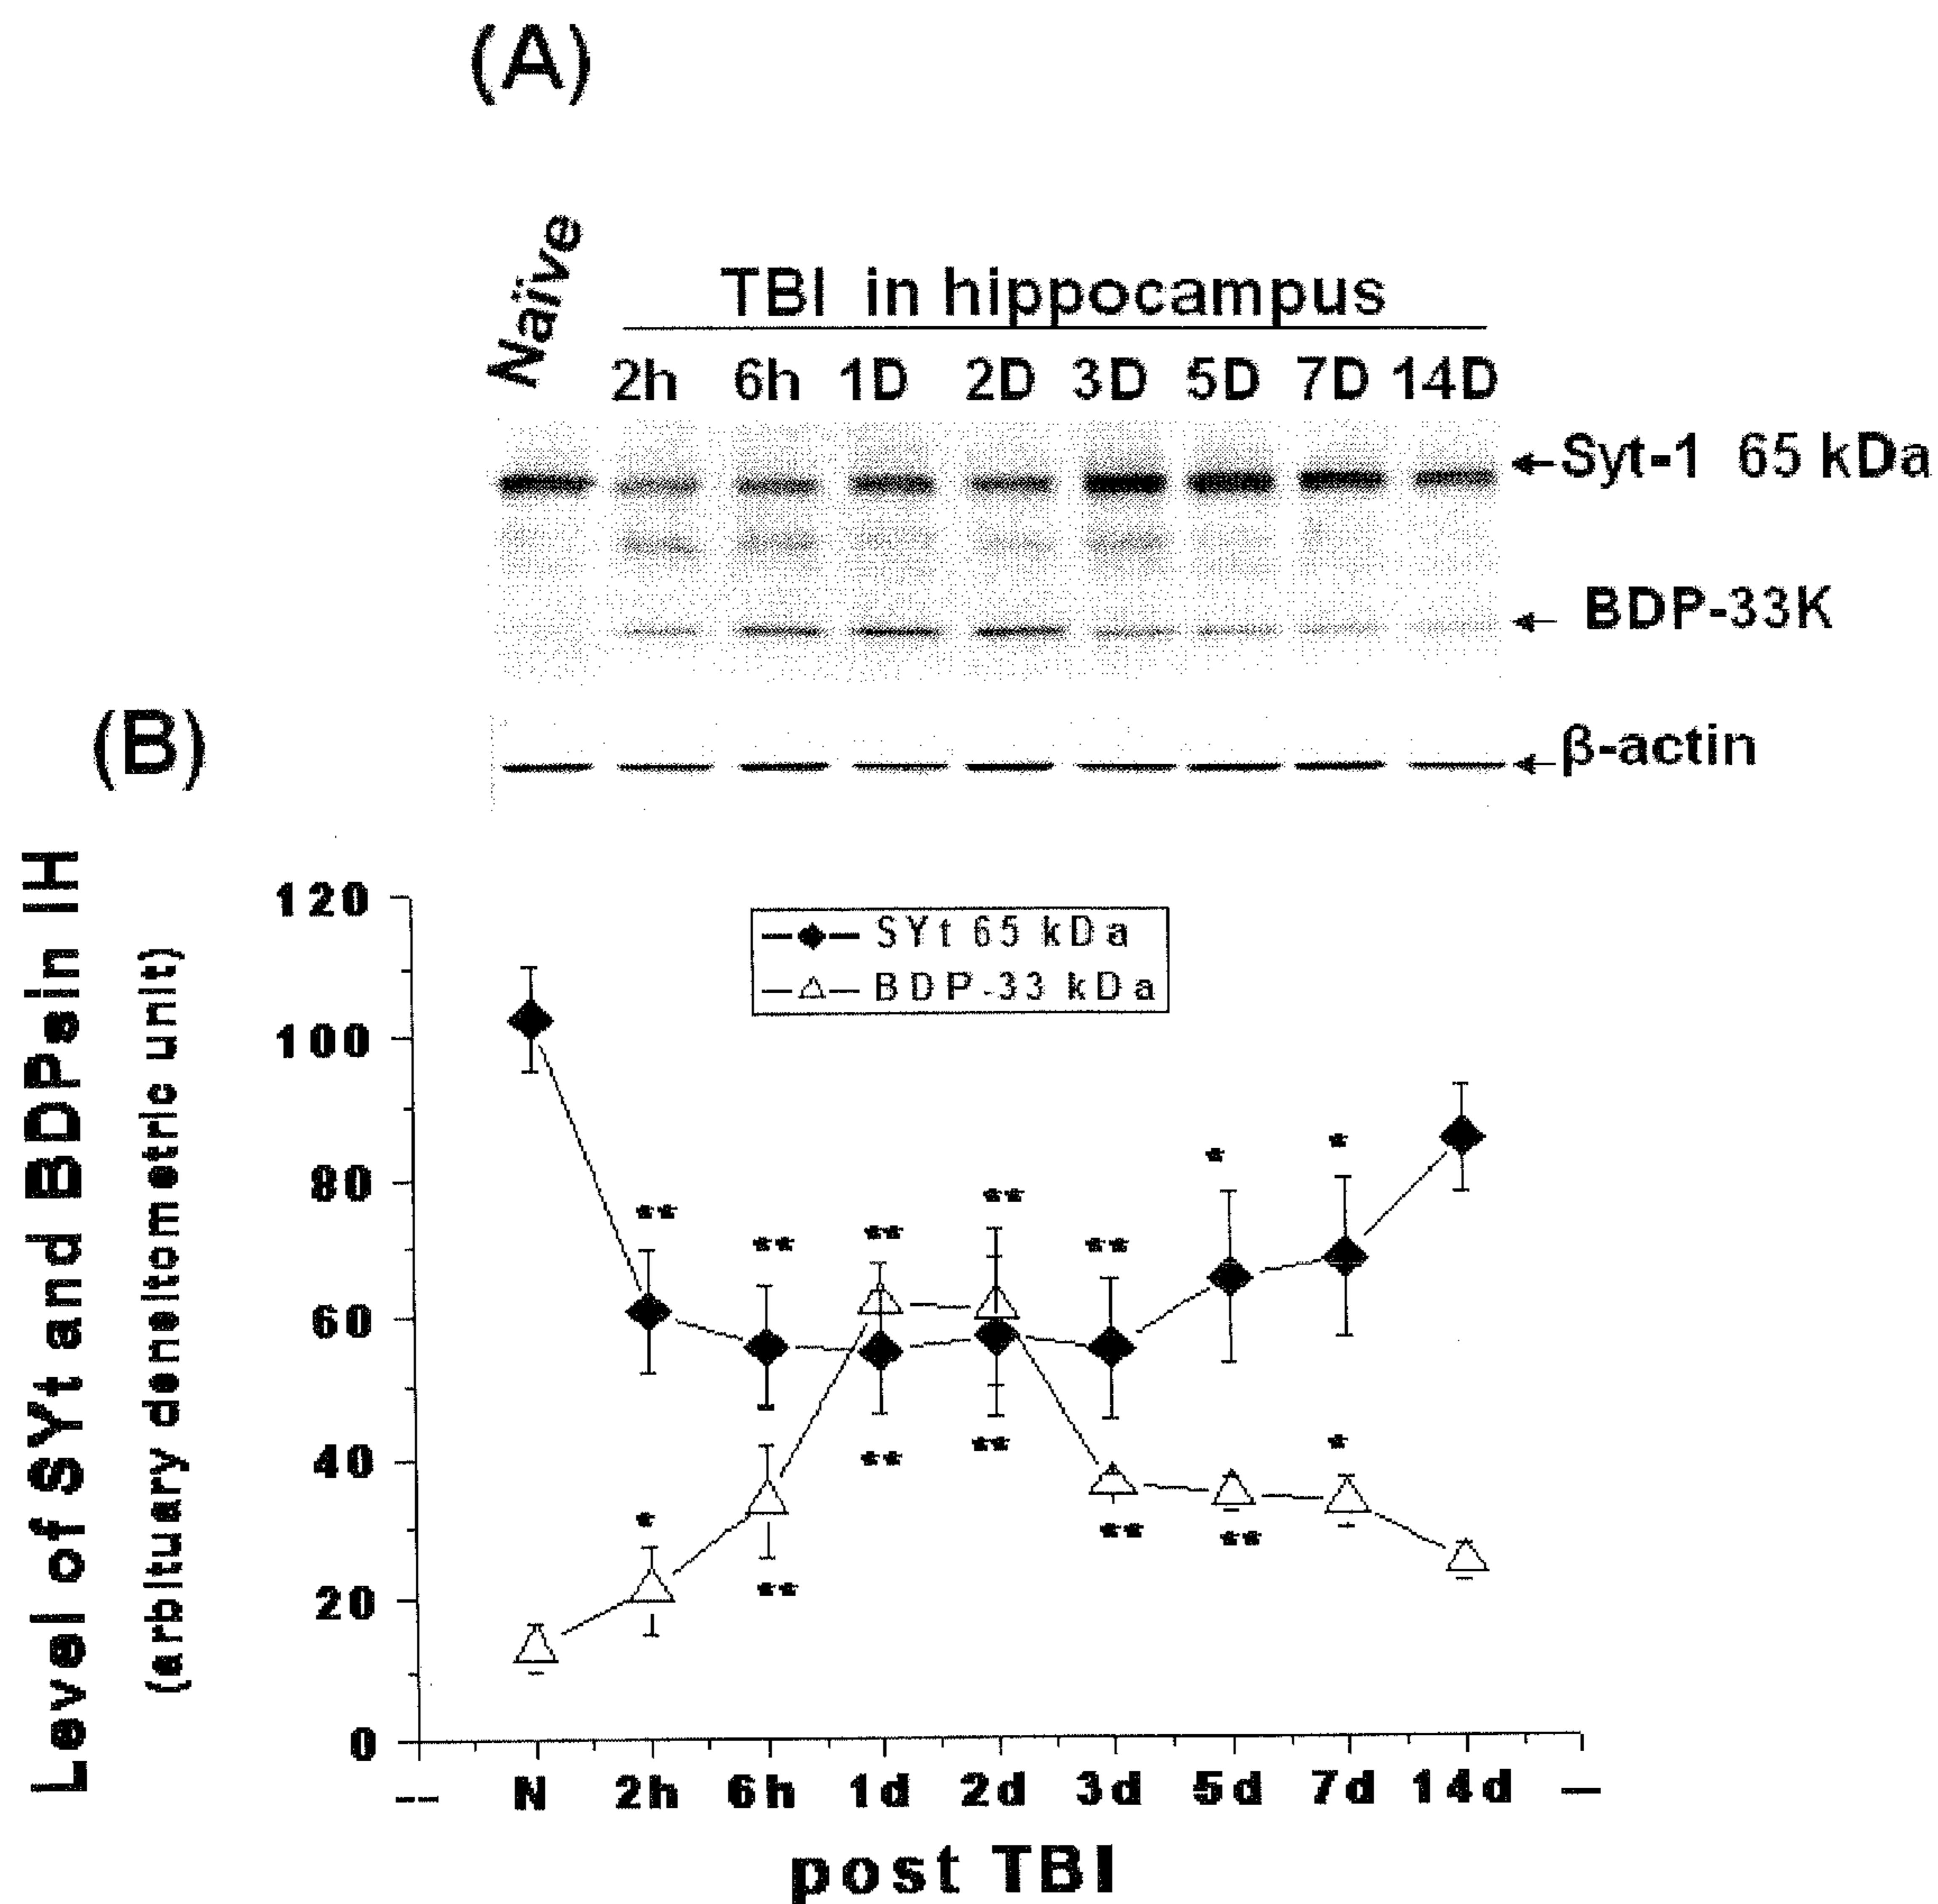 (A)
Naïve
TBI in hippocampus
2h 6h 1D 2D 3D 5D 7D 14D
Syt-1 65 kDa
BDP-33K
(B)
β-actin
Level of SYt and BDPsin IH
(arbituary densitometric unit)
120
100
80
60
40
20
0
SYt 65 kDa
BDP-33 kDa
** ** ** ** ** * *
* ** ** ** ** ** *
-- N 2h 6h 1d 2d 3d 5d 7d 14d —
post TBI